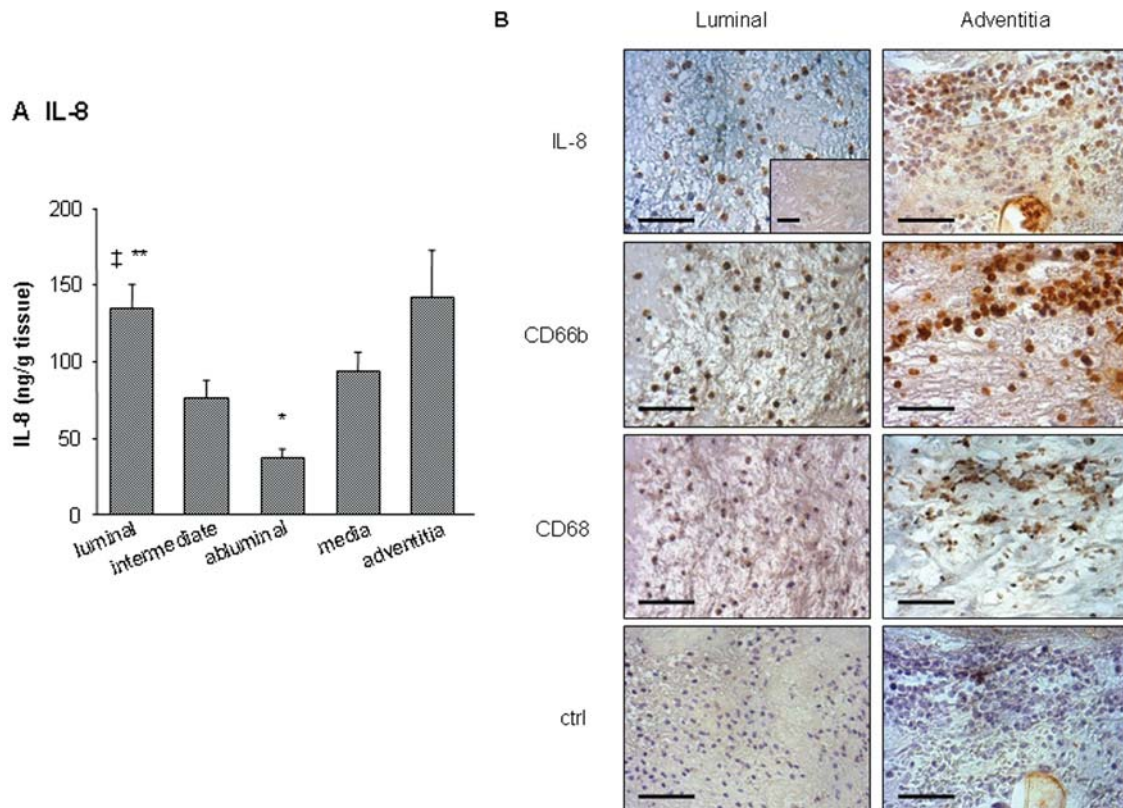 B
Luminal
Adventitia
A IL-8
IL-8 (ng/g tissue)
200
150
100
50
0
‡ **
*
luminal
intermediate
abluminal
media
adventitia
IL-8
CD66b
CD68
ctrl